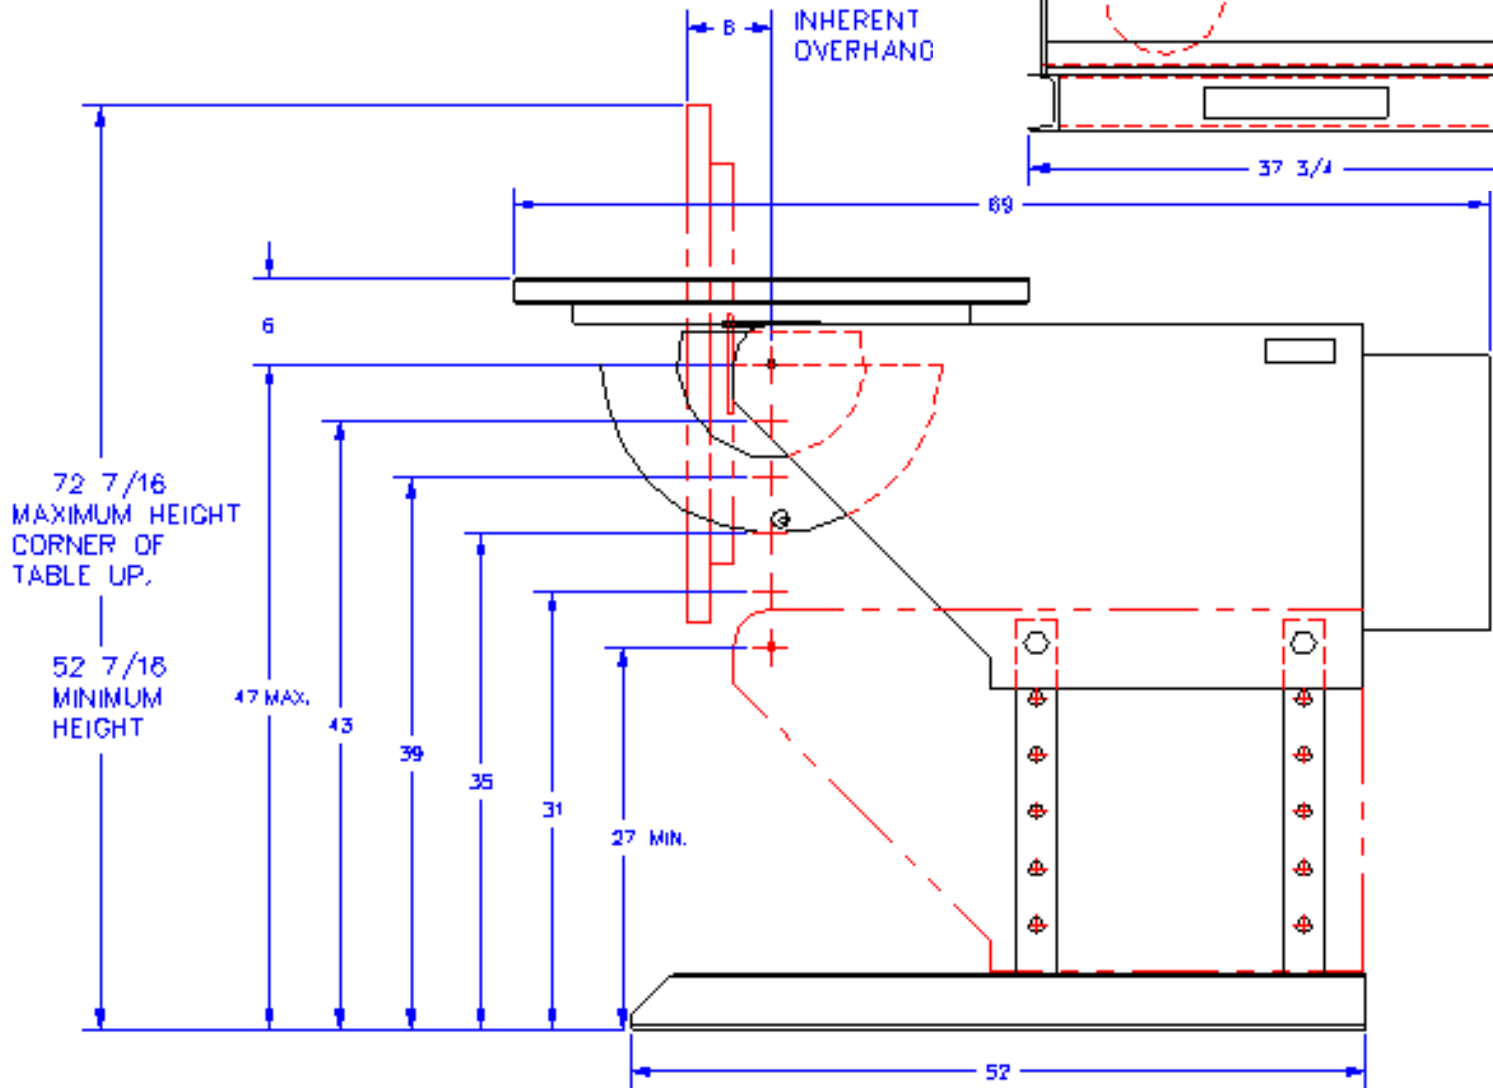 6
INHERENT
OVERHANG
37 3/4
69
6
72 7/16
MAXIMUM HEIGHT
CORNER OF
TABLE UP.
52 7/16
MINIMUM
HEIGHT
47 MAX.
43
39
35
31
27 MIN.
52